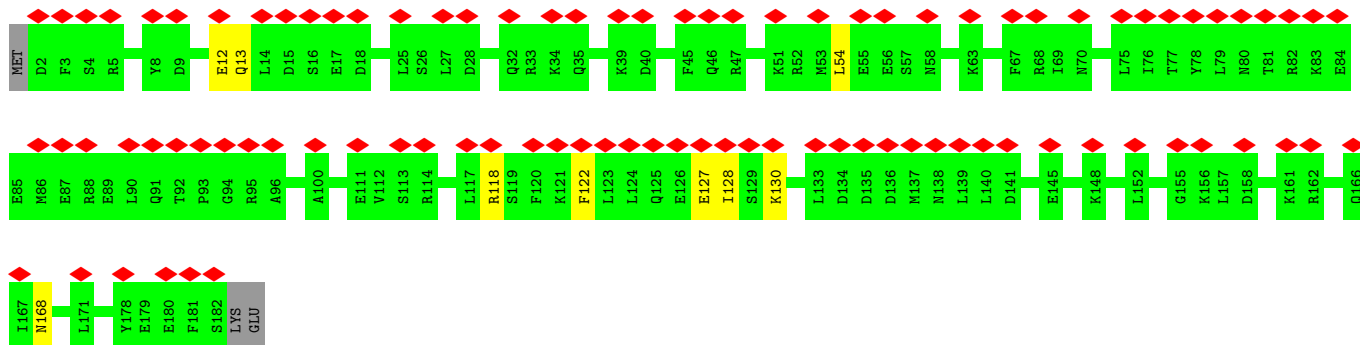 MET D2 F3 S4 R5 Y8 D9 E12 Q13 L14 D15 S16 E17 D18 L25 S26 L27 D28 Q32 R33 K34 Q35 K39 D40 F45 Q46 R47 K51 R52 M53 L54 E55 E56 S57 N58 K63 F67 R68 I69 N70 L75 I76 T77 Y78 L79 N80 T81 R82 K83 E84
E85 M86 E87 R88 E89 L90 Q91 T92 P93 G94 R95 A96 A100 E111 V112 S113 R114 L117 R118 S119 F120 K121 F122 L123 L124 Q125 E126 E127 I128 S129 K130 L133 D134 D135 D136 M137 N138 L139 L140 D141 E145 K148 L152 G155 K156 L157 D158 K161 R162 Q166
I167 N168 L171 Y178 E179 E180 F181 S182 LYS GLU